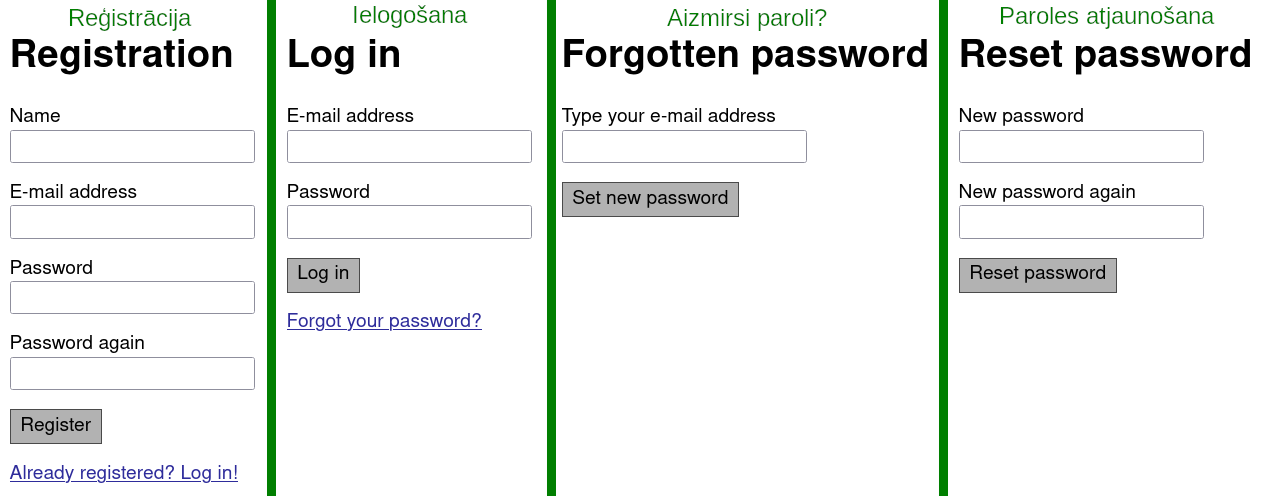 Reģistrācija
Registration
Name
E-mail address
Password
Password again
Register
Already registered? Log in!
Ielogošana
Log in
E-mail address
Password
Log in
Forgot your password?
Aizmirsi paroli?
Forgotten password
Type your e-mail address
Set new password
Paroles atjaunošana
Reset password
New password
New password again
Reset password